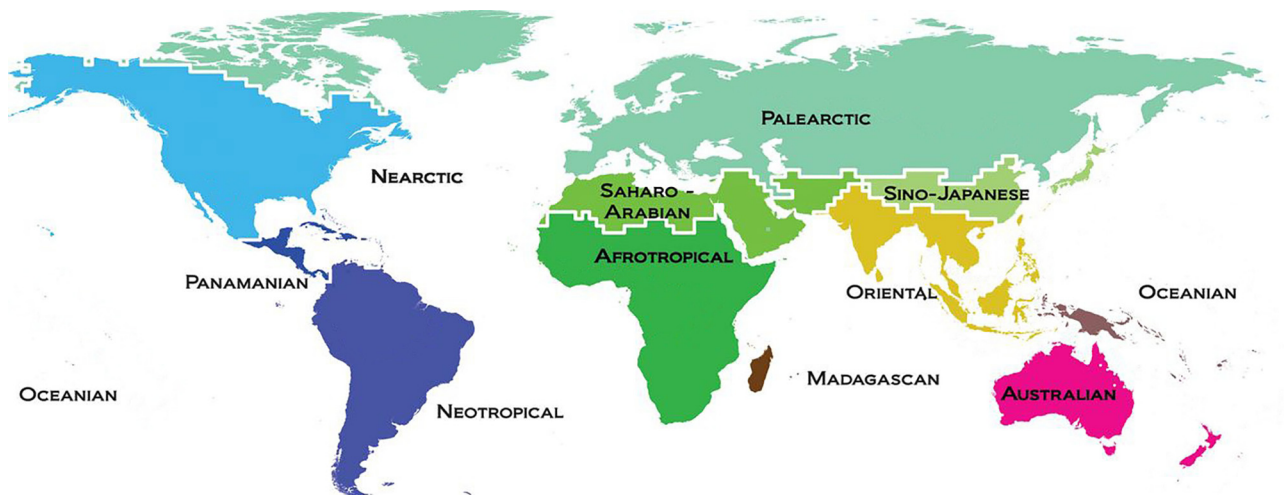 PALEARCTIC
NEARCTIC
SAHARO -
ARABIAN
SINO-JAPANESE
AFROTROPICAL
PANAMANIAN
ORIENTAL
OCEANIAN
OCEANIAN
MADAGASCAN
AUSTRALIAN
NEOTROPICAL